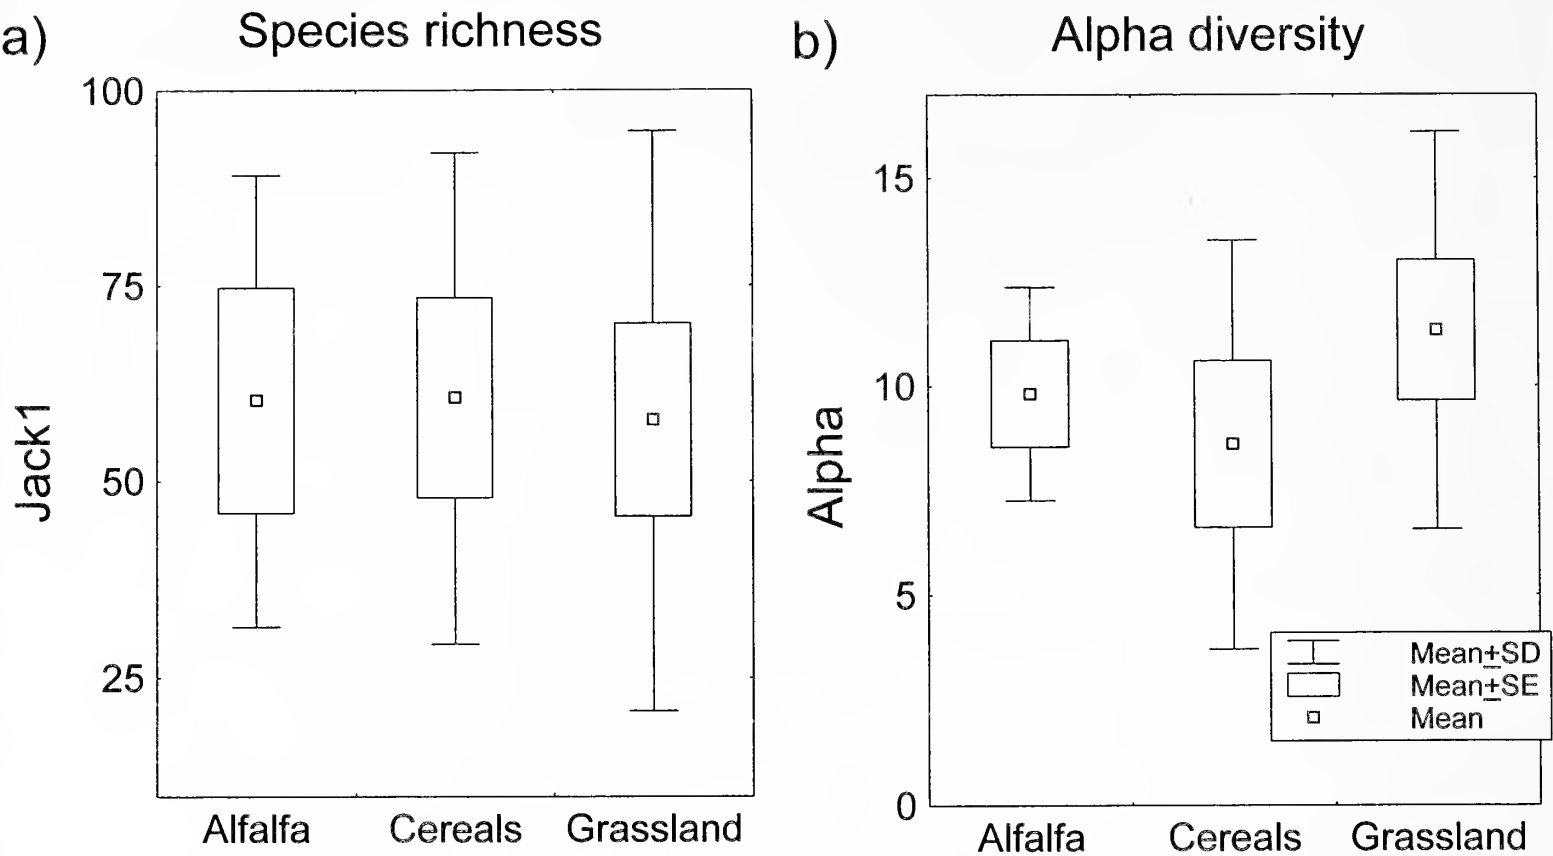 a)
Species richness
100
75
50
25
Jack1
Alfalfa
Cereals
Grassland
b)
Alpha diversity
15
10
5
0
Alpha
Mean±SD
Mean±SE
Mean
Alfalfa
Cereals
Grassland